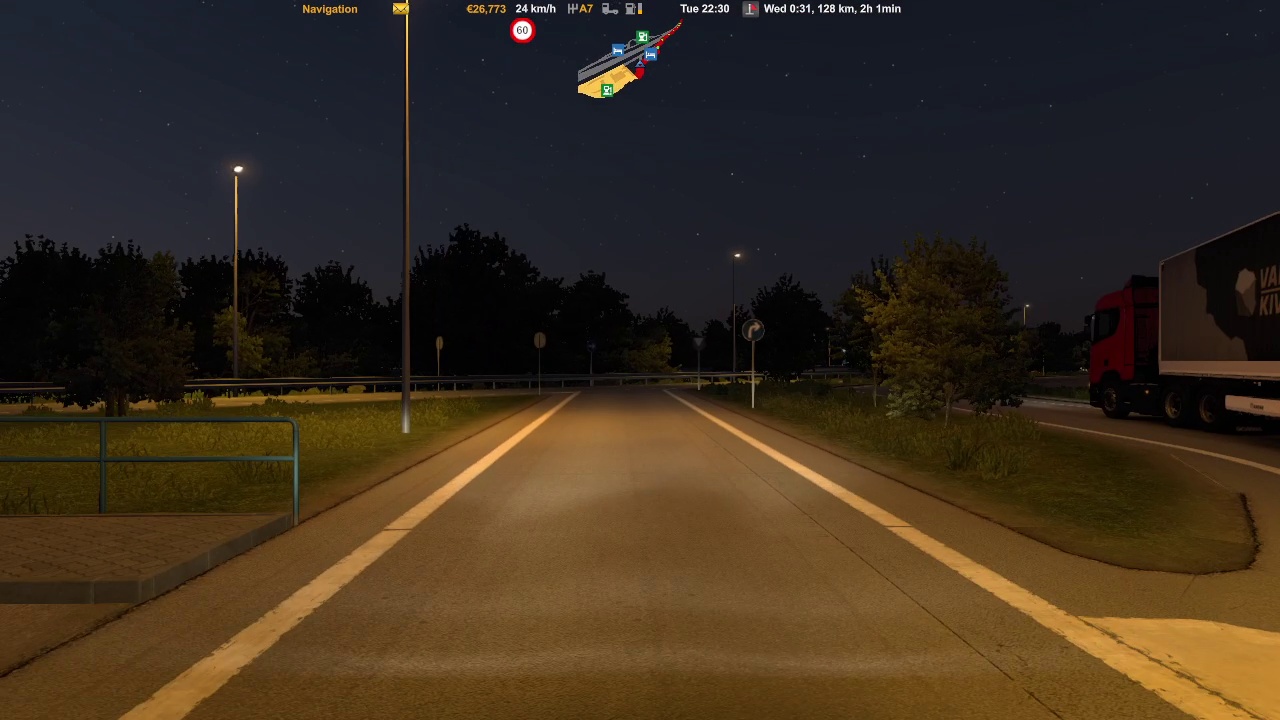 Navigation
€26,773
24 km/h
A7
Tue 22:30
Wed 0:31, 128 km, 2h 1min
60